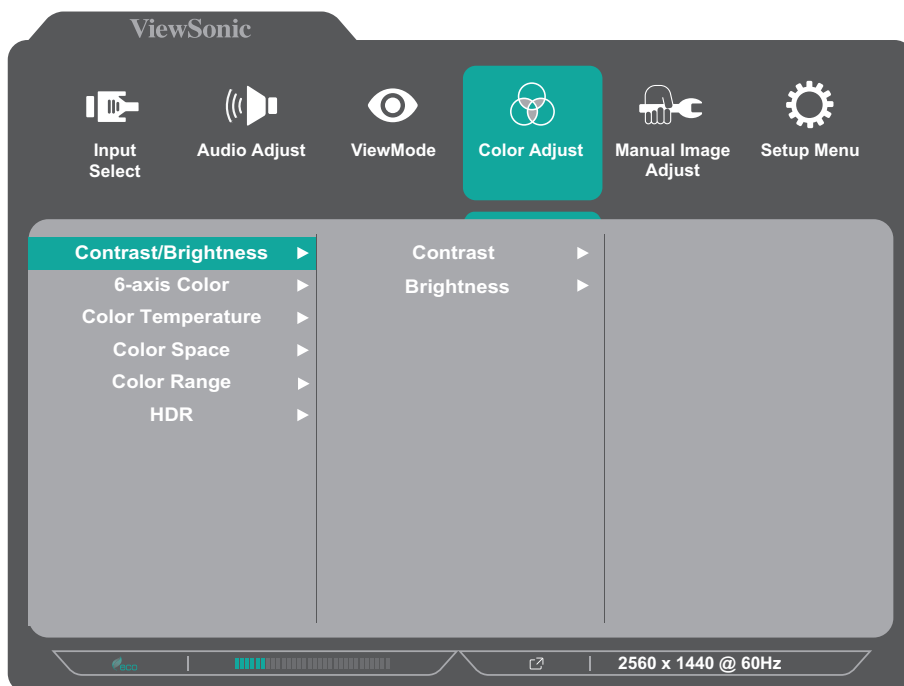 ViewSonic
Input
Select
Audio Adjust
ViewMode
Color Adjust
Manual Image
Adjust
Setup Menu
Contrast/Brightness
6-axis Color
Color Temperature
Color Space
Color Range
HDR
Contrast
Brightness
eco
2560 x 1440 @ 60Hz